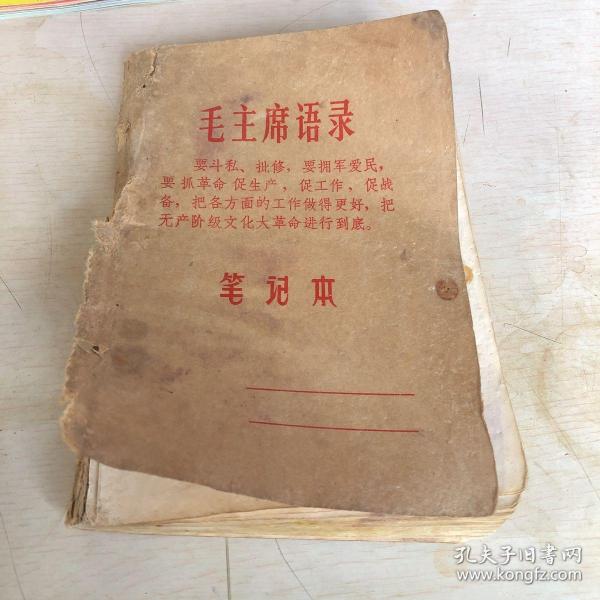 毛主席语录
要斗私、批修，要拥军爱民，
要抓革命促生产，促工作，促战
备，把各方面的工作做得更好，把
无产阶级文化大革命进行到底。
笔记本
孔夫子旧书网
www.kongfz.com